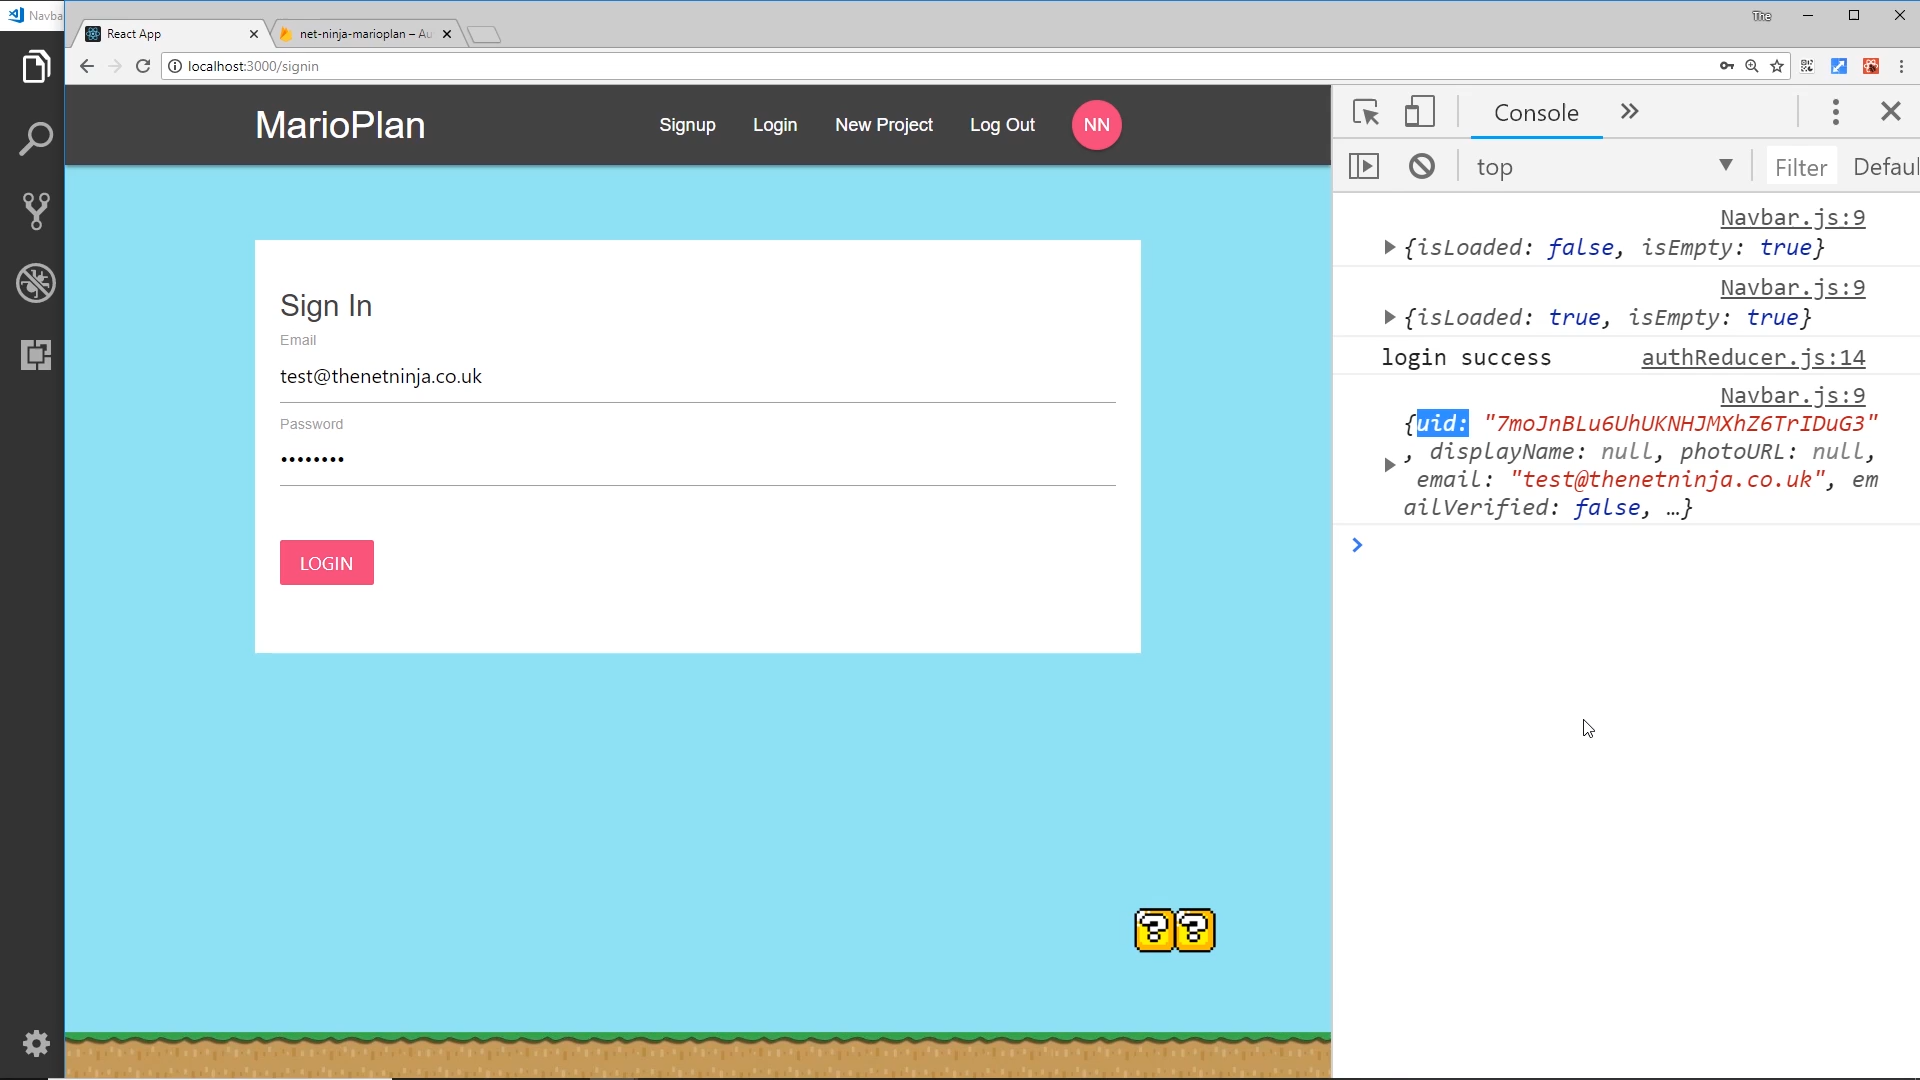 Navba
The
React App
net-ninja-marioplan – Au
localhost:3000/signin
MarioPlan
Signup
Login
New Project
Log Out
NN
Sign In
Email
test@thenetninja.co.uk
Password
••••••••
LOGIN
Console
top
Filter
Defaul
Navbar.js:9
{isLoaded: false, isEmpty: true}
Navbar.js:9
{isLoaded: true, isEmpty: true}
login success authReducer.js:14
Navbar.js:9
{uid: "7moJnBLu6UhUKNHJMXhZ6TrIDuG3"
, displayName: null, photoURL: null,
email: "test@thenetninja.co.uk", em
ailVerified: false, …}